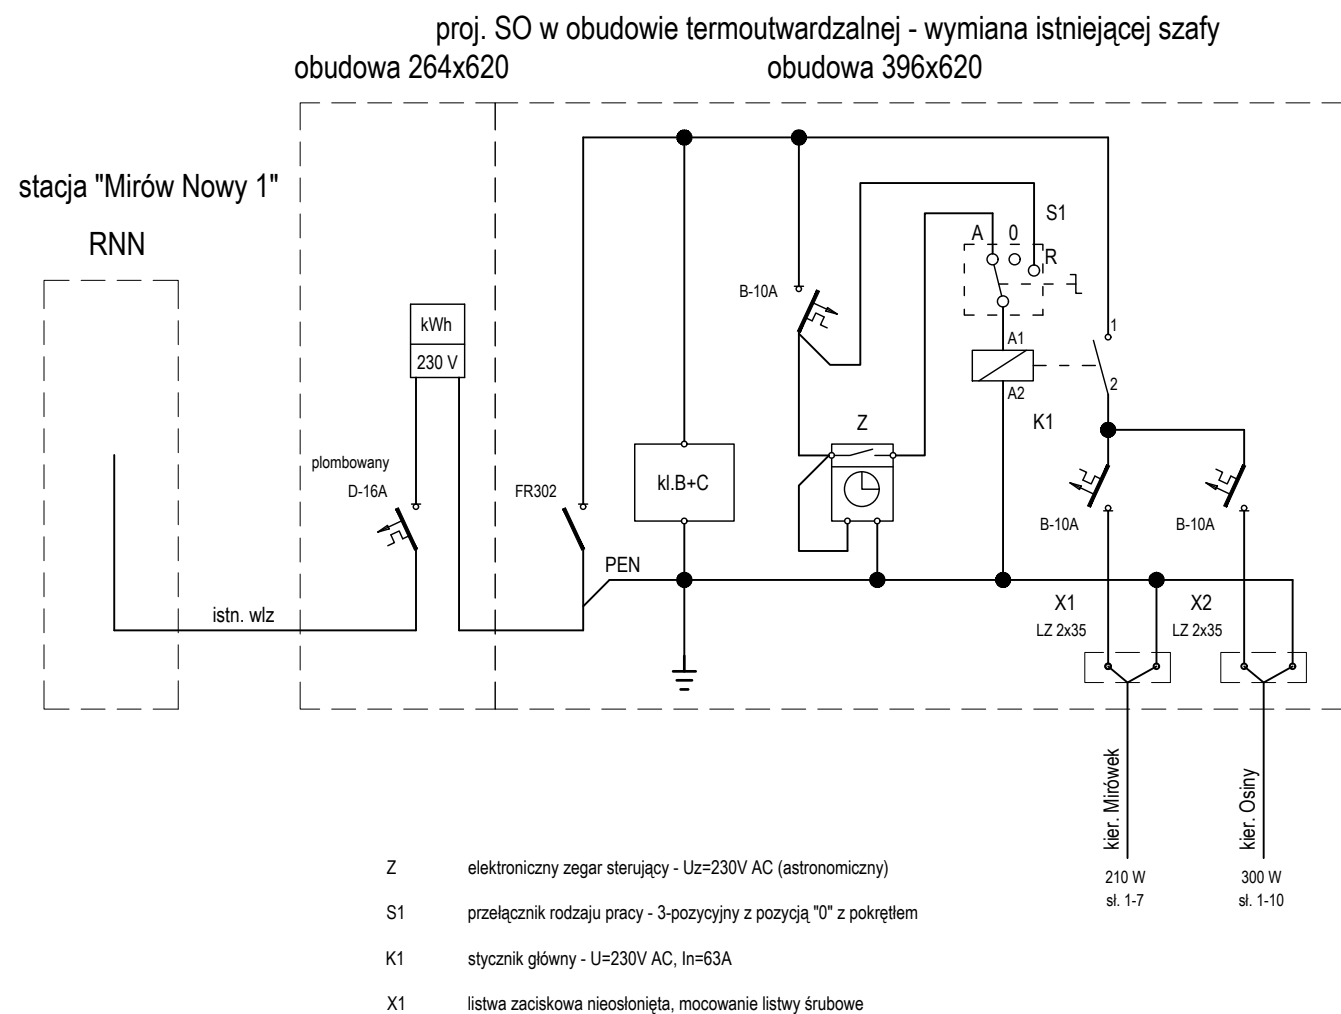 proj. SO w obudowie termoutwardzalnej - wymiana istniejącej szafy
obudowa 264x620
obudowa 396x620
stacja "Mirów Nowy 1"
RNN
kWh
230 V
plombowany
D-16A
istn. wlz
FR302
kl.B+C
PEN
B-10A
Z
S1
A
0
R
A1
A2
K1
1
2
B-10A
B-10A
X1
LZ 2x35
X2
LZ 2x35
kier. Mirówek
kier. Osiny
210 W
sł. 1-7
300 W
sł. 1-10
Z elektroniczny zegar sterujący - Uz=230V AC (astronomiczny)
S1 przełącznik rodzaju pracy - 3-pozycyjny z pozycją "0" z pokrętłem
K1 stycznik główny - U=230V AC, In=63A
X1 listwa zaciskowa nieosłonięta, mocowanie listwy śrubowe